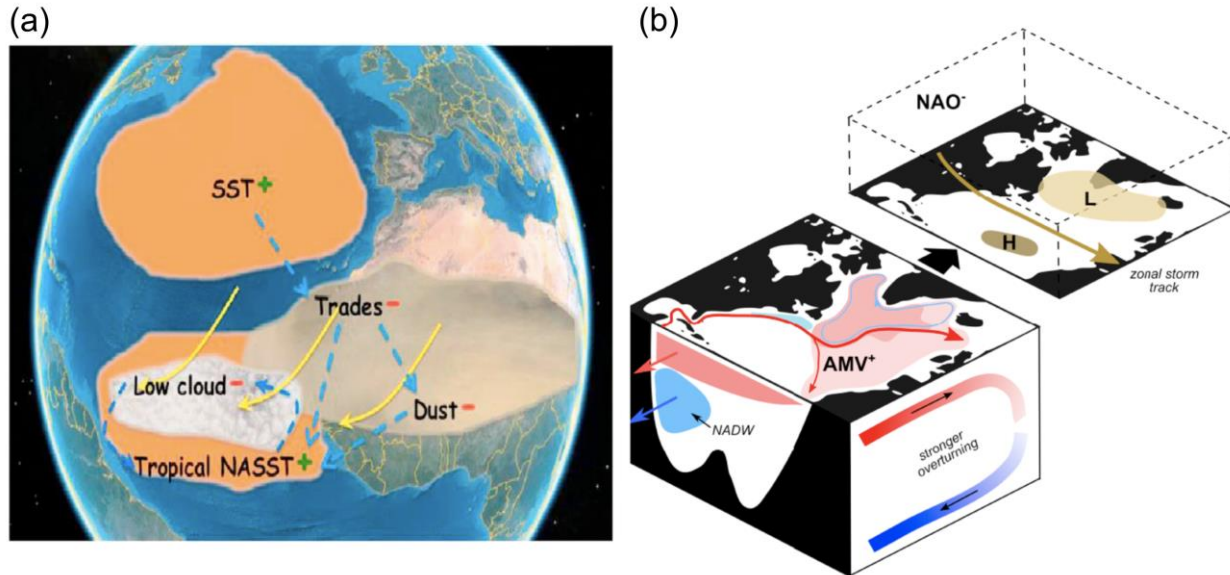 (a)
SST +
Trades -
Low cloud -
Dust -
Tropical NASST +
(b)
NAO-
L
H
zonal storm
track
AMV+
NADW
stronger
overturning